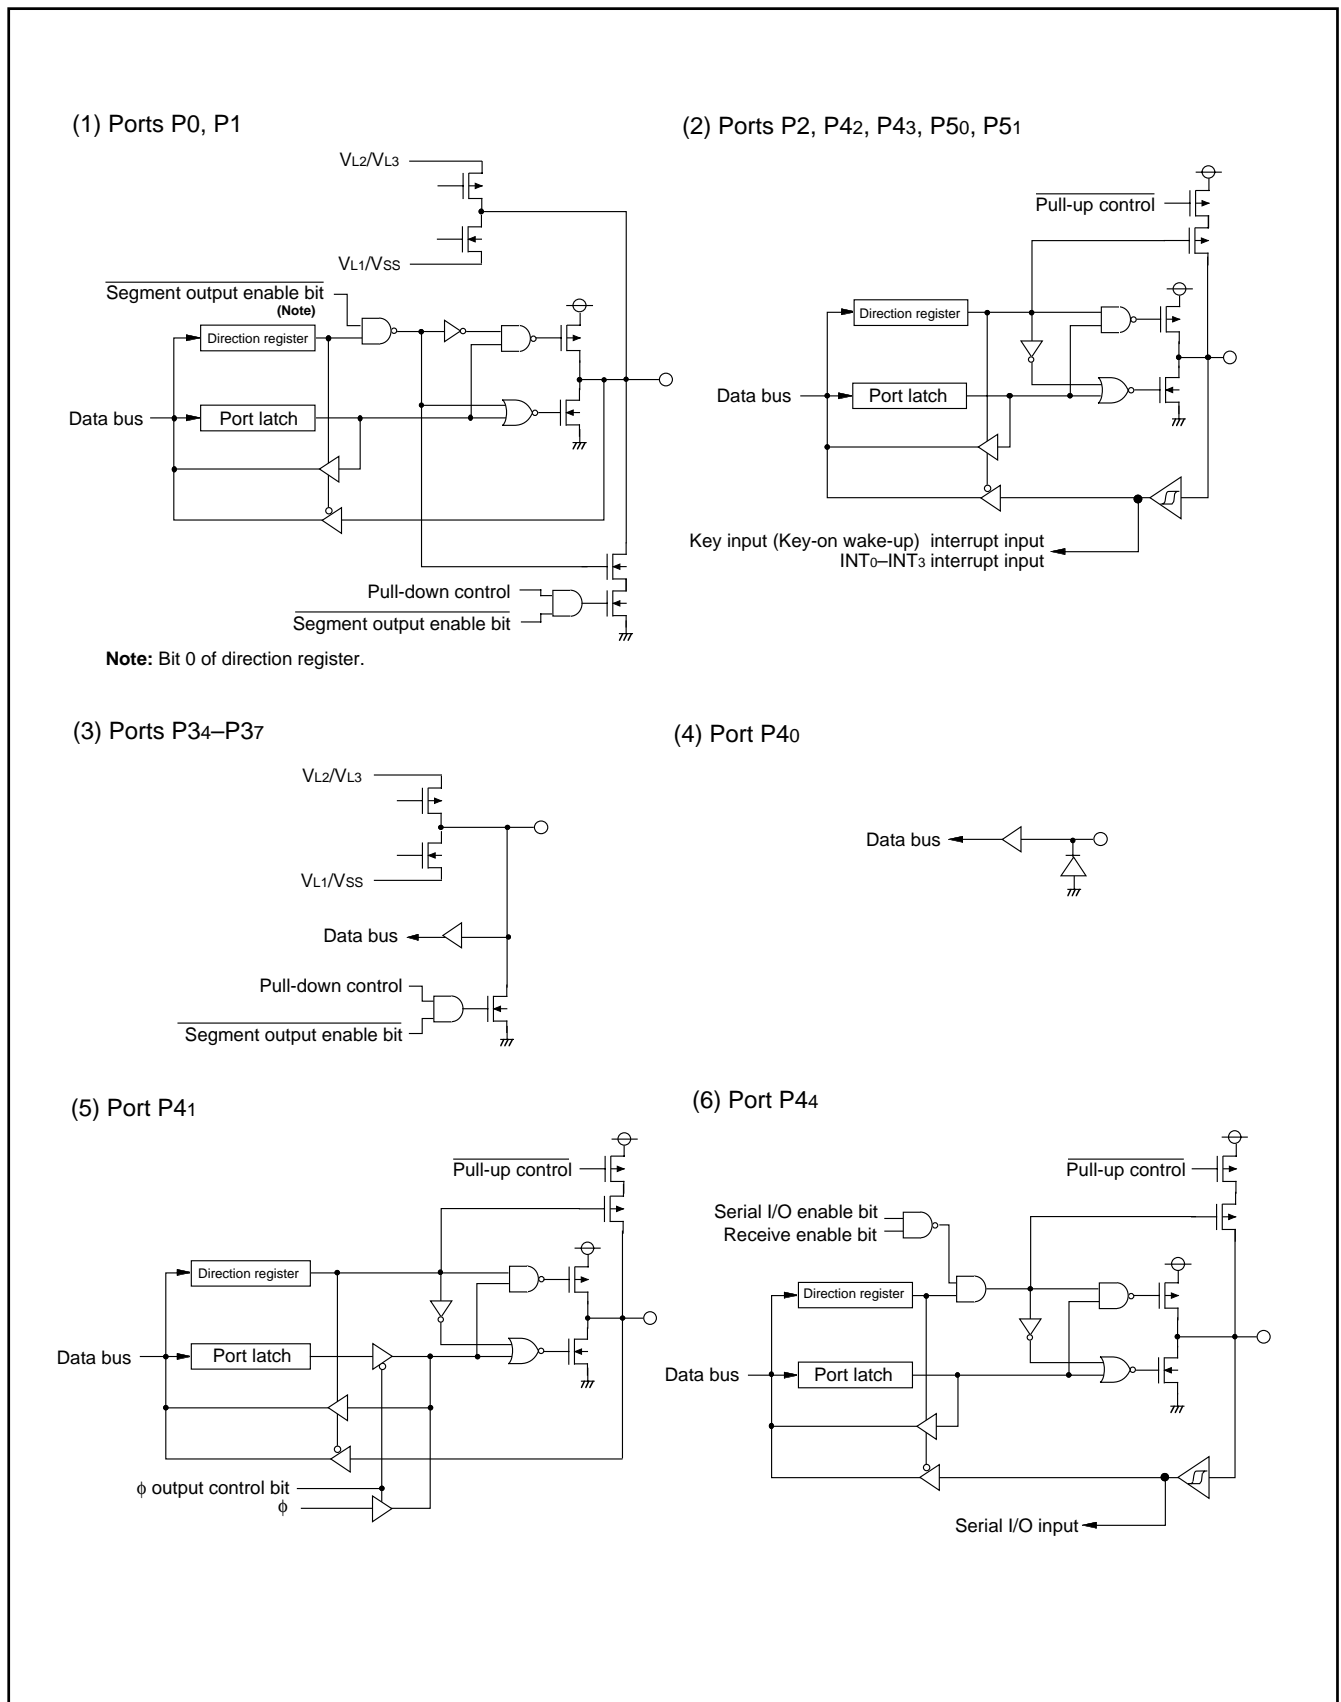 (1) Ports P0, P1
VL2/VL3
VL1/VSS
Segment output enable bit
(Note)
Direction register
Data bus
Port latch
Pull-down control
Segment output enable bit
Note: Bit 0 of direction register.
(2) Ports P2, P42, P43, P50, P51
Pull-up control
Direction register
Data bus
Port latch
Key input (Key-on wake-up) interrupt input
INT0–INT3 interrupt input
(3) Ports P34–P37
VL2/VL3
VL1/VSS
Data bus
Pull-down control
Segment output enable bit
(4) Port P40
Data bus
(5) Port P41
Pull-up control
Direction register
Data bus
Port latch
ϕ output control bit
ϕ
(6) Port P44
Pull-up control
Serial I/O enable bit
Receive enable bit
Direction register
Data bus
Port latch
Serial I/O input